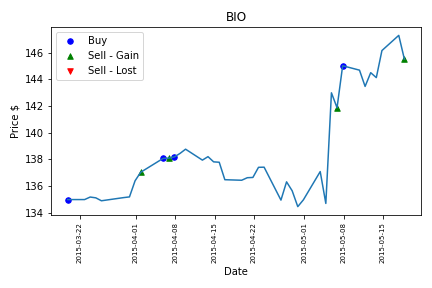 BIO
Buy
Sell - Gain
Sell - Lost
Price $
146
144
142
140
138
136
134
2015-03-22
2015-04-01
2015-04-08
2015-04-15
2015-04-22
2015-05-01
2015-05-08
2015-05-15
Date